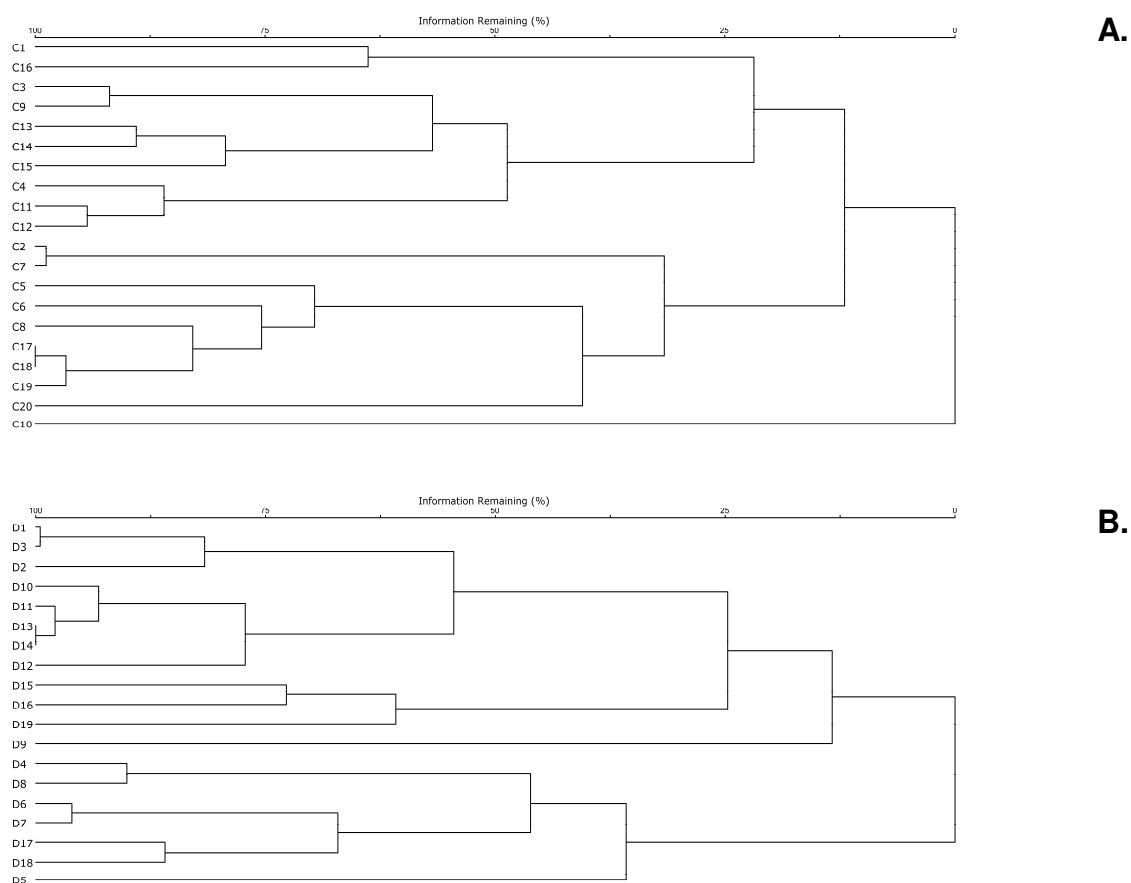 Information Remaining (%)
A.
100 75 50 25 0
C1
C16
C3
C9
C13
C14
C15
C4
C11
C12
C2
C7
C5
C6
C8
C17
C18
C19
C20
C10
Information Remaining (%)
100 75 50 25 0
B.
D1
D3
D2
D10
D11
D13
D14
D12
D15
D16
D19
D9
D4
D8
D6
D7
D17
D18
D5